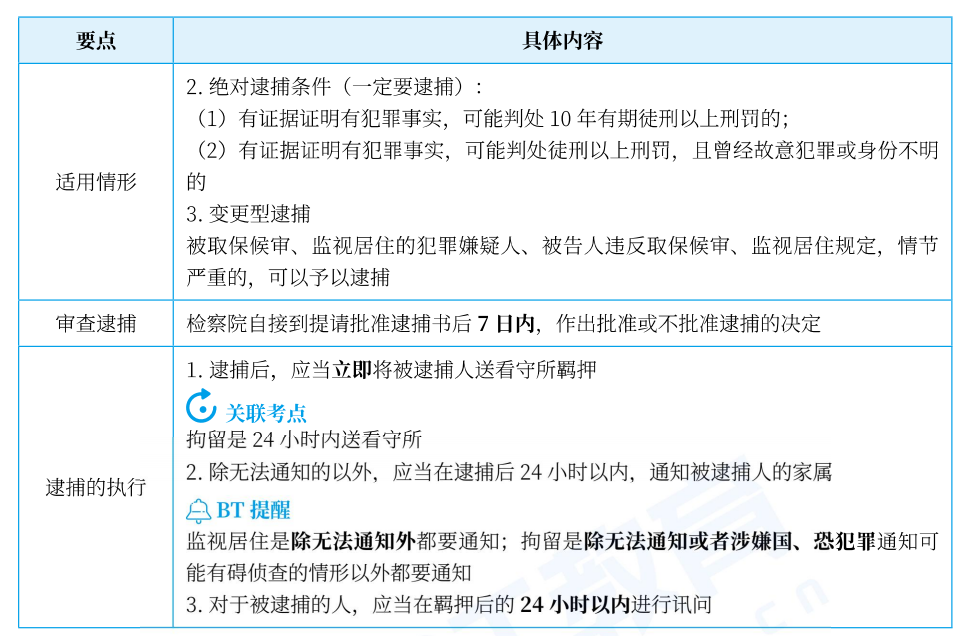 要点
具体内容
适用情形
2. 绝对逮捕条件（一定要逮捕）:
（1）有证据证明有犯罪事实，可能判处 10 年有期徒刑以上刑罚的；
（2）有证据证明有犯罪事实，可能判处徒刑以上刑罚，且曾经故意犯罪或身份不明
的
3. 变更型逮捕
被取保候审、监视居住的犯罪嫌疑人、被告人违反取保候审、监视居住规定，情节
严重的，可以予以逮捕
审查逮捕
检察院自接到提请批准逮捕书后 7 日内，作出批准或不批准逮捕的决定
逮捕的执行
1. 逮捕后，应当立即将被逮捕人送看守所羁押
关联考点
拘留是 24 小时内送看守所
2. 除无法通知的以外，应当在逮捕后 24 小时以内，通知被逮捕人的家属
BT 提醒
监视居住是除无法通知外都要通知；拘留是除无法通知或者涉嫌国、恐犯罪通知可
能有碍侦查的情形以外都要通知
3. 对于被逮捕的人，应当在羁押后的 24 小时以内进行讯问
教育
.cn